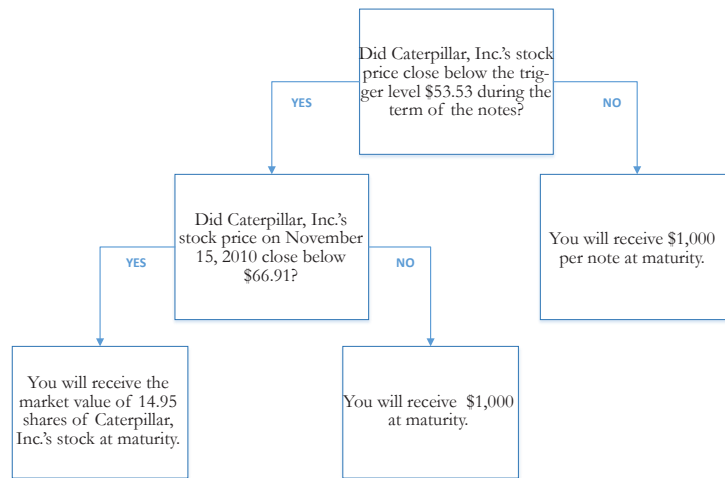 Did Caterpillar, Inc.'s stock
price close below the trig-
ger level $53.53 during the
term of the notes?
YES
NO
Did Caterpillar, Inc.'s
stock price on November
15, 2010 close below
$66.91?
You will receive $1,000
per note at maturity.
YES
NO
You will receive the
market value of 14.95
shares of Caterpillar,
Inc.'s stock at maturity.
You will receive $1,000
at maturity.